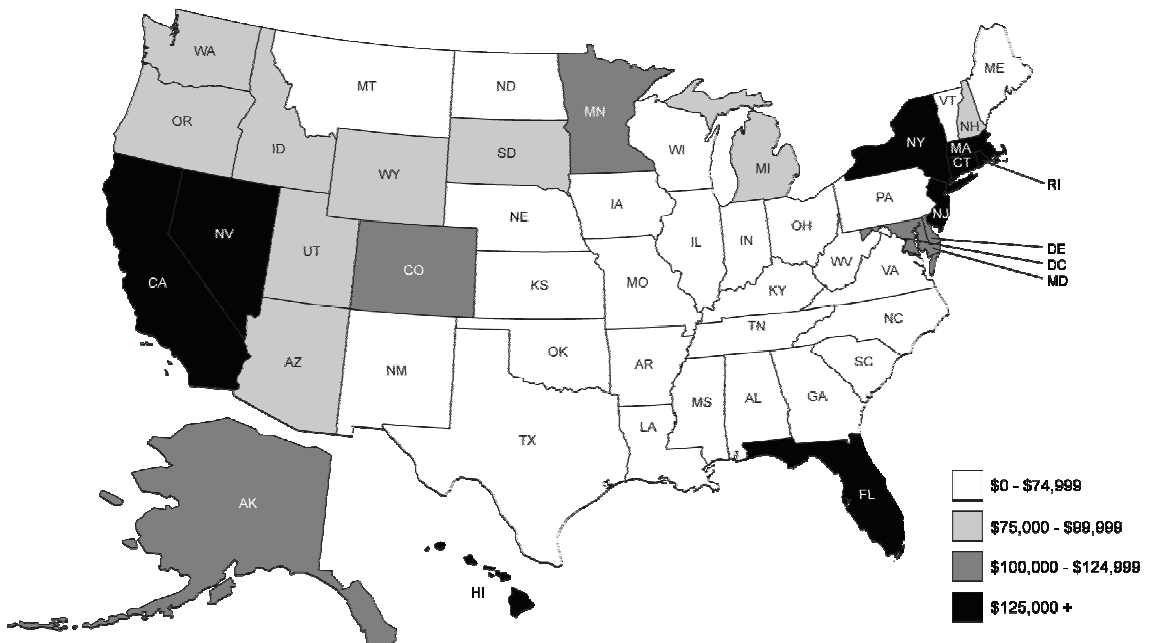 WA
MT
ND
MN
ME
VT
NH
OR
ID
SD
WI
MI
NY
MA
CT
RI
WY
NE
IA
PA
NJ
NV
UT
CO
IL
IN
OH
DE
DC
MD
CA
KS
MO
WV
VA
KY
NC
TN
AZ
NM
OK
AR
SC
MS
AL
GA
TX
LA
FL
AK
HI
$0 - $74,999
$75,000 - $99,999
$100,000 - $124,999
$125,000 +